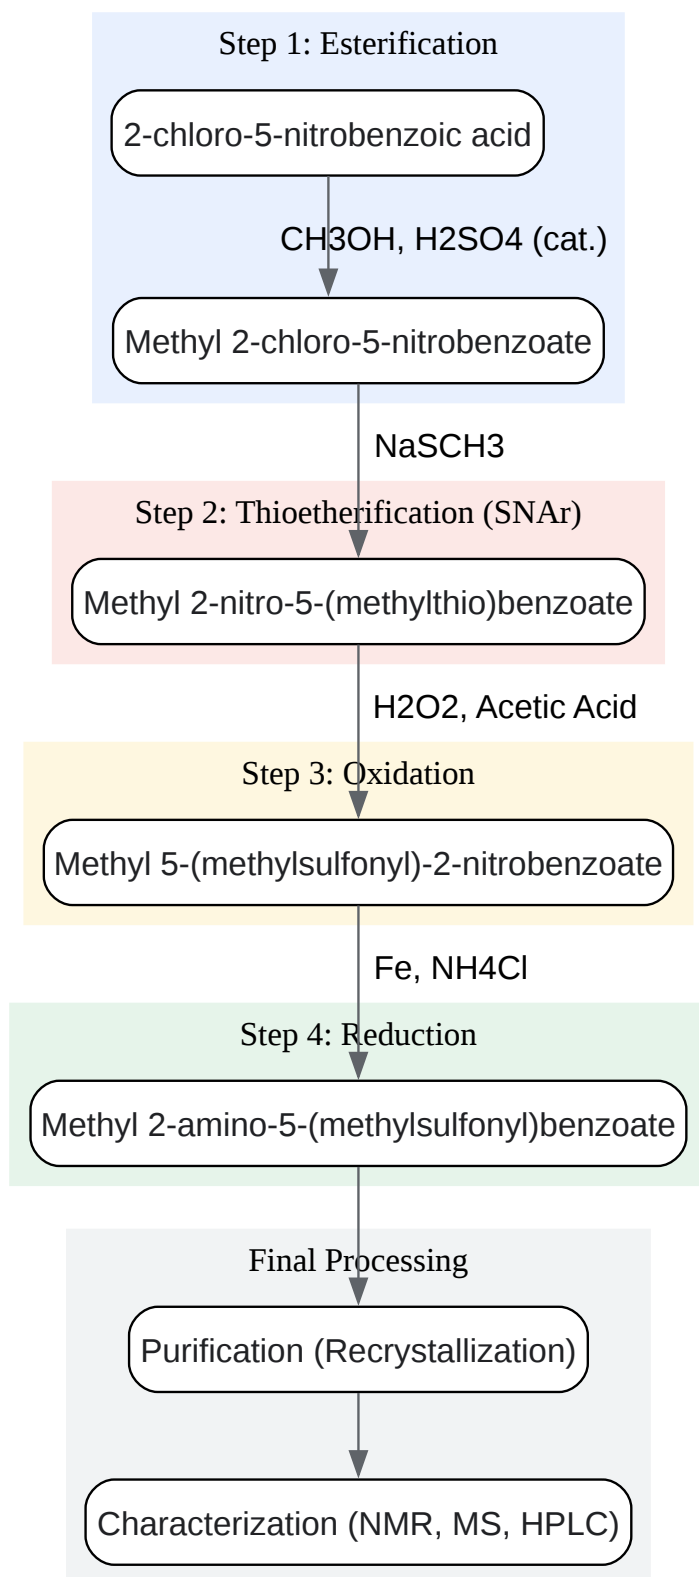 Step 1: Esterification
2-chloro-5-nitrobenzoic acid
CH3OH, H2SO4 (cat.)
Methyl 2-chloro-5-nitrobenzoate
NaSCH3
Step 2: Thioetherification (SNAr)
Methyl 2-nitro-5-(methylthio)benzoate
H2O2, Acetic Acid
Step 3: Oxidation
Methyl 5-(methylsulfonyl)-2-nitrobenzoate
Fe, NH4Cl
Step 4: Reduction
Methyl 2-amino-5-(methylsulfonyl)benzoate
Final Processing
Purification (Recrystallization)
Characterization (NMR, MS, HPLC)